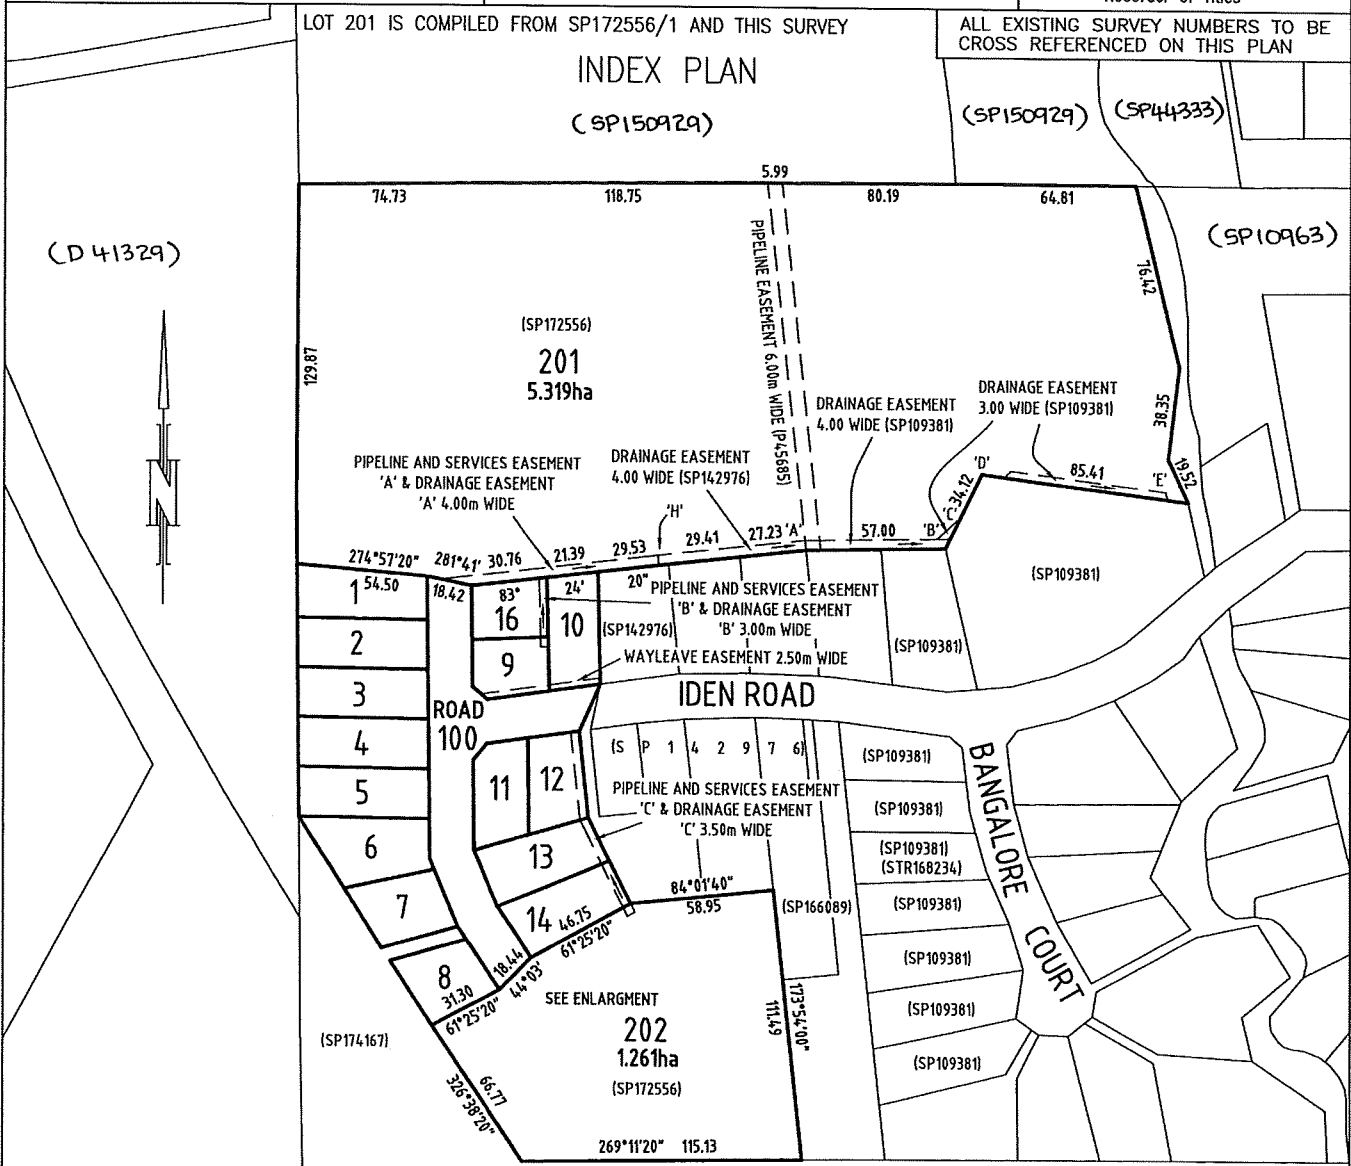 LOT 201 IS COMPILED FROM SP172556/1 AND THIS SURVEY
ALL EXISTING SURVEY NUMBERS TO BE
CROSS REFERENCED ON THIS PLAN
INDEX PLAN
(SP150929)
(SP150929)
(SP44333)
5.99
74.73
118.75
80.19
64.81
(D 41329)
(SP10963)
PIPELINE EASEMENT 6.00m WIDE (P45685)
76.42
(SP172556)
201
5.319ha
129.87
DRAINAGE EASEMENT
3.00 WIDE (SP109381)
DRAINAGE EASEMENT
4.00 WIDE (SP109381)
38.35
PIPELINE AND SERVICES EASEMENT
'A' & DRAINAGE EASEMENT
'A' 4.00m WIDE
DRAINAGE EASEMENT
4.00 WIDE (SP142976)
'D'
85.41
'E'
19.52
N
34.12
'C'
'H'
274°57'20"
281°41'
30.76
21.39
29.53
29.41
27.23
'A'
57.00
'B'
1
54.50
18.42
83°
24'
20"
16
10
PIPELINE AND SERVICES EASEMENT
'B' & DRAINAGE EASEMENT
'B' 3.00m WIDE
(SP109381)
(SP142976)
(SP109381)
2
9
WAYLEAVE EASEMENT 2.50m WIDE
3
ROAD
100
IDEN ROAD
4
(S P 1 4 2 9 7 6)
(SP109381)
BANGALORE COURT
5
11
12
PIPELINE AND SERVICES EASEMENT
'C' & DRAINAGE EASEMENT
'C' 3.50m WIDE
(SP109381)
6
13
(SP109381)
(STR168234)
7
14
46.75
61°25'20"
84°01'40"
58.95
(SP166089)
(SP109381)
8
31.30
61°25'20"
18.44
44°03'
(SP109381)
SEE ENLARGMENT
202
1.261ha
(SP172556)
111.49
173°54'00"
(SP109381)
(SP174167)
(SP109381)
66.77
326°38'20"
269°11'20" 115.13